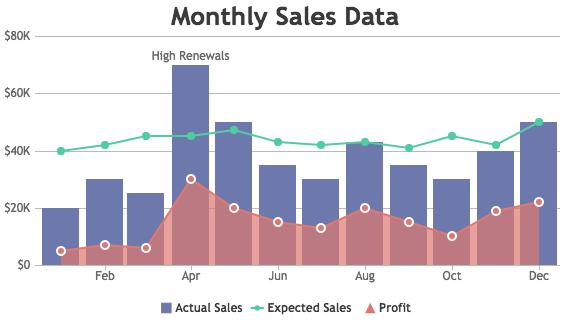 Monthly Sales Data
$80K
High Renewals
$60K
$40K
$20K
$0
Feb Apr Jun Aug Oct Dec
Actual Sales Expected Sales Profit